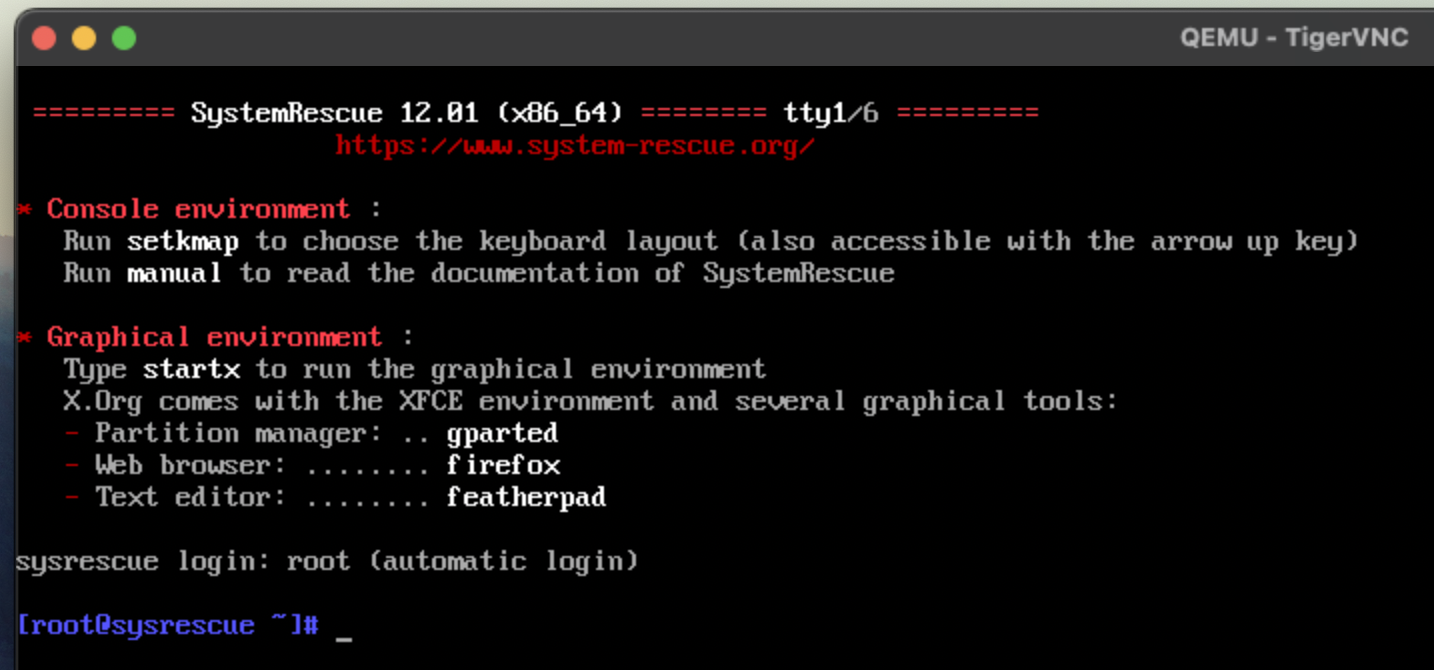 QEMU - TigerVNC
========= SystemRescue 12.01 (x86_64) ======== tty1/6 =========
https://www.system-rescue.org/
* Console environment :
Run setkmap to choose the keyboard layout (also accessible with the arrow up key)
Run manual to read the documentation of SystemRescue
* Graphical environment :
Type startx to run the graphical environment
X.Org comes with the XFCE environment and several graphical tools:
- Partition manager: .. gparted
- Web browser: ........ firefox
- Text editor: ........ featherpad
sysrescue login: root (automatic login)
[root@sysrescue ~]# _